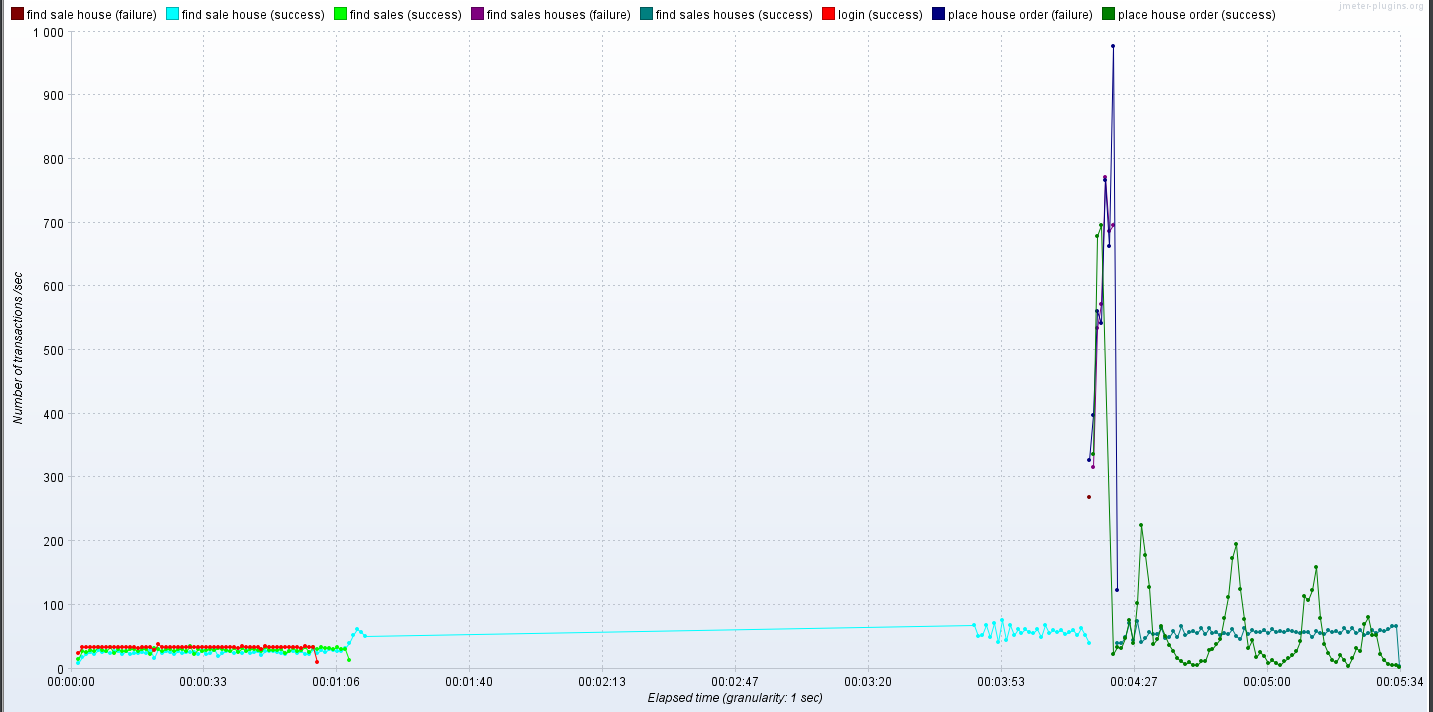 jmeter-plugins.org
find sale house (failure) find sale house (success) find sales (success) find sales houses (failure) find sales houses (success) login (success) place house order (failure) place house order (success)
1 000
900
800
700
600
500
400
300
200
100
0
Number of transactions /sec
00:00:00 00:00:33 00:01:06 00:01:40 00:02:13 00:02:47 00:03:20 00:03:53 00:04:27 00:05:00 00:05:34
Elapsed time (granularity: 1 sec)